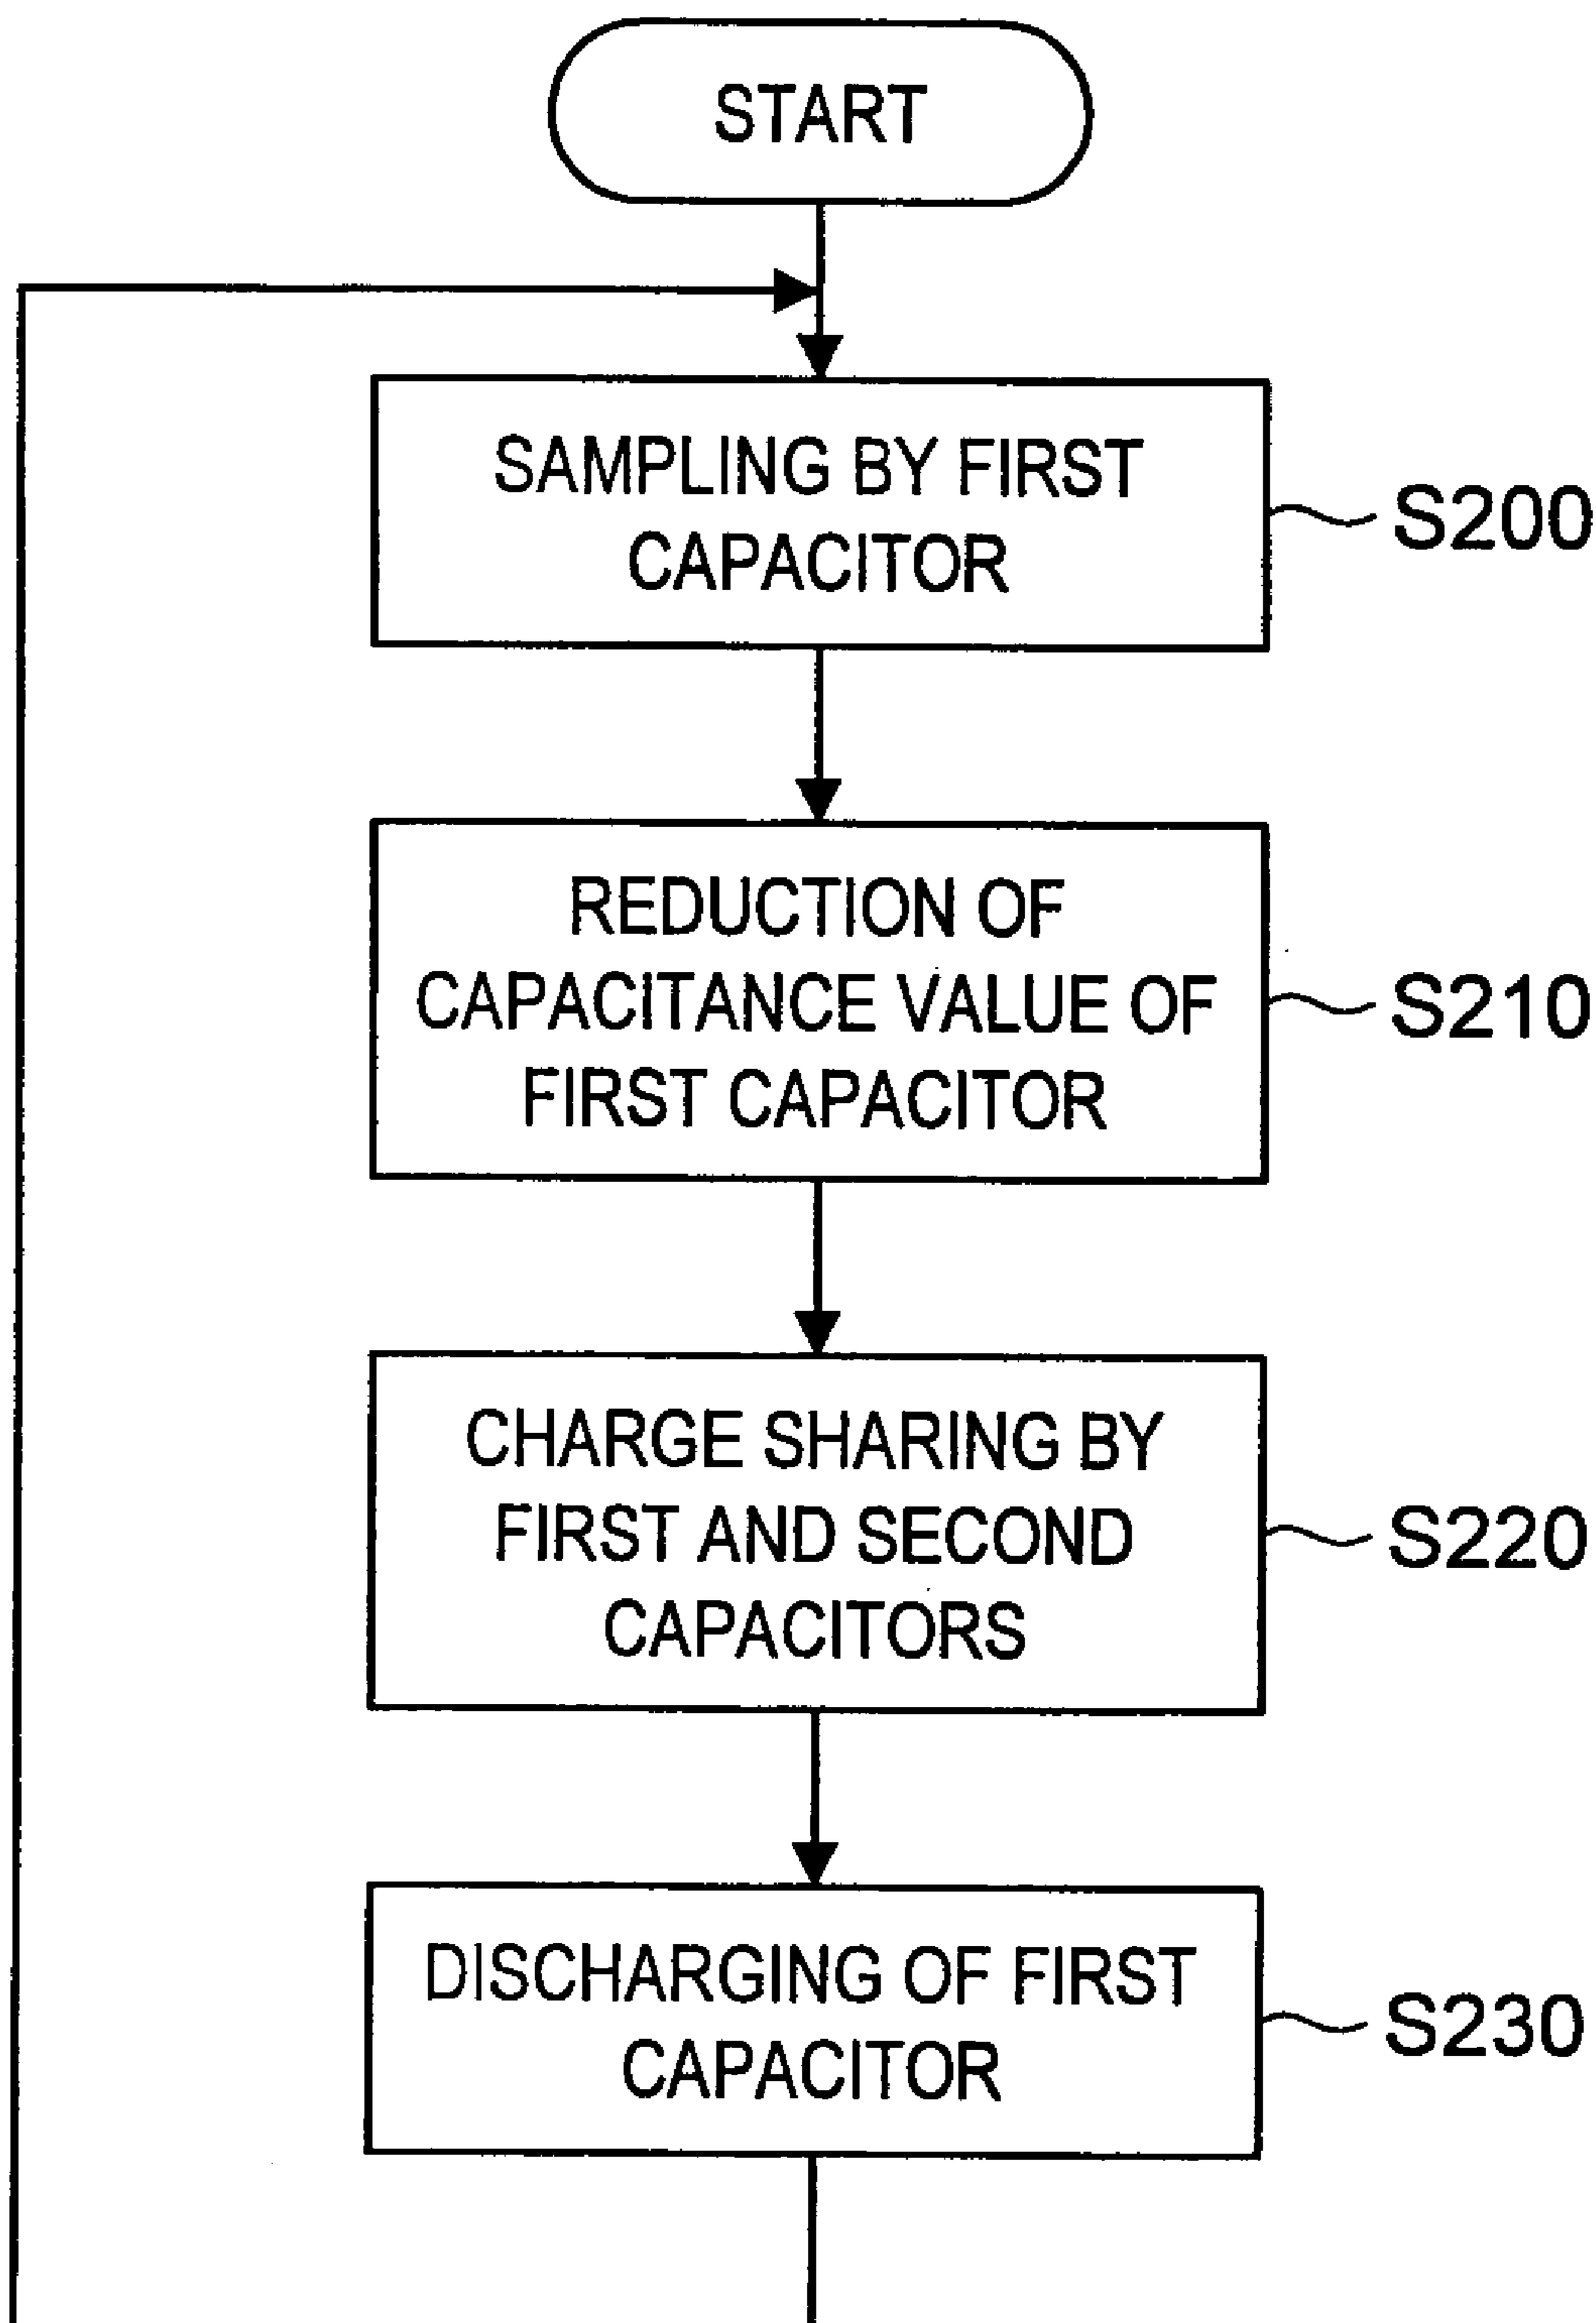 START
SAMPLING BY FIRST
CAPACITOR
S200
REDUCTION OF
CAPACITANCE VALUE OF
FIRST CAPACITOR
S210
CHARGE SHARING BY
FIRST AND SECOND
CAPACITORS
S220
DISCHARGING OF FIRST
CAPACITOR
S230